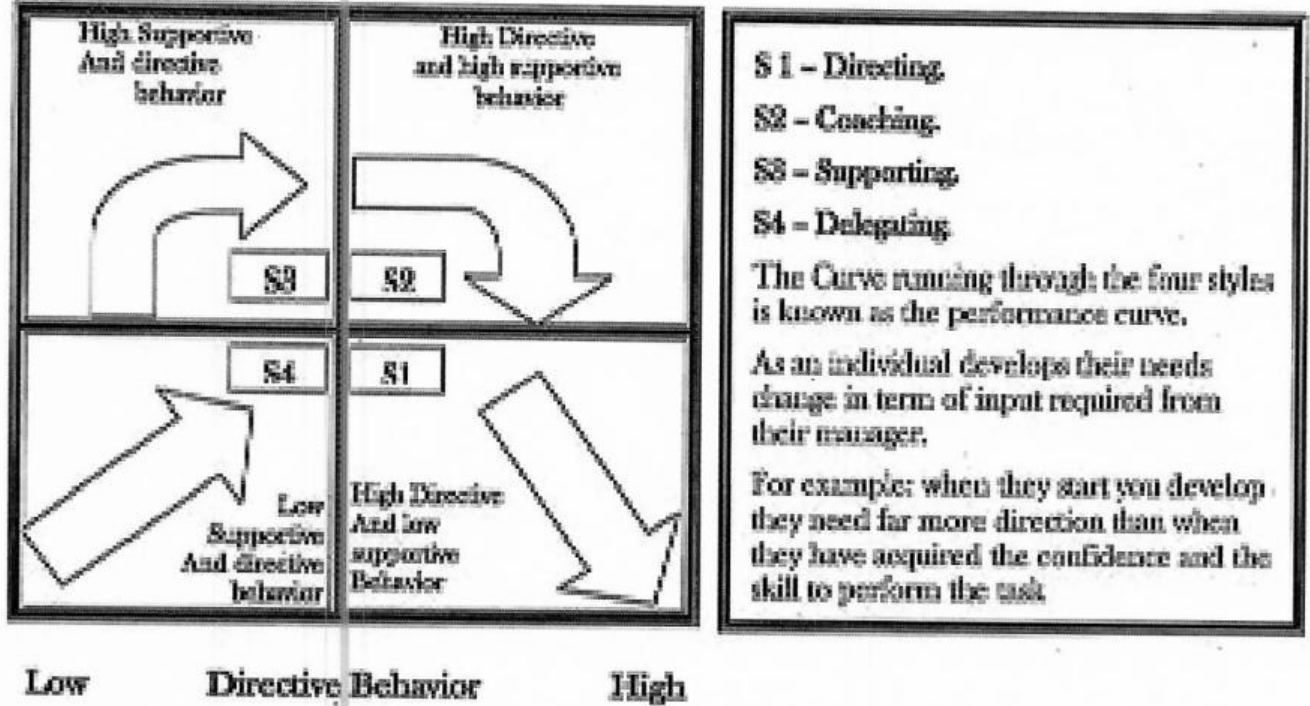 High Supportive
And directive
behavior
High Directive
and high supportive
behavior
S3
S2
S4
S1
Low
Supportive
And directive
behavior
High Directive
And low
supportive
Behavior
Low Directive Behavior High
S 1 – Directing.
S2 – Coaching.
S3 – Supporting.
S4 – Delegating.
The Curve running through the four styles
is known as the performance curve.
As an individual develops their needs
change in term of input required from
their manager.
For example: when they start you develop
they need far more direction than when
they have acquired the confidence and the
skill to perform the task